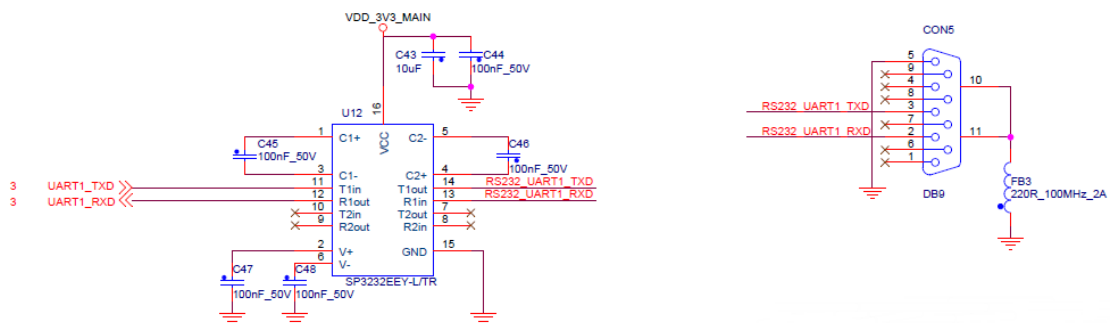 VDD_3V3_MAIN
CON5
C43
10uF
C44
100nF_50V
5
9
4
8
3
7
2
6
1
10
11
RS232_UART1_TXD
RS232_UART1_RXD
DB9
FB3
220R_100MHz_2A
U12
16
VCC
1 C1+ C2- 5
C45
100nF_50V
C46
100nF_50V
3 C1- C2+ 4
3 UART1_TXD 11 T1in T1out 14 RS232_UART1_TXD
3 UART1_RXD 12 R1out R1in 13 RS232_UART1_RXD
10 T2in T2out 7
9 R2out R2in 8
2 V+ GND 15
6 V-
C47
100nF_50V
C48
100nF_50V
SP3232EEY-L/TR